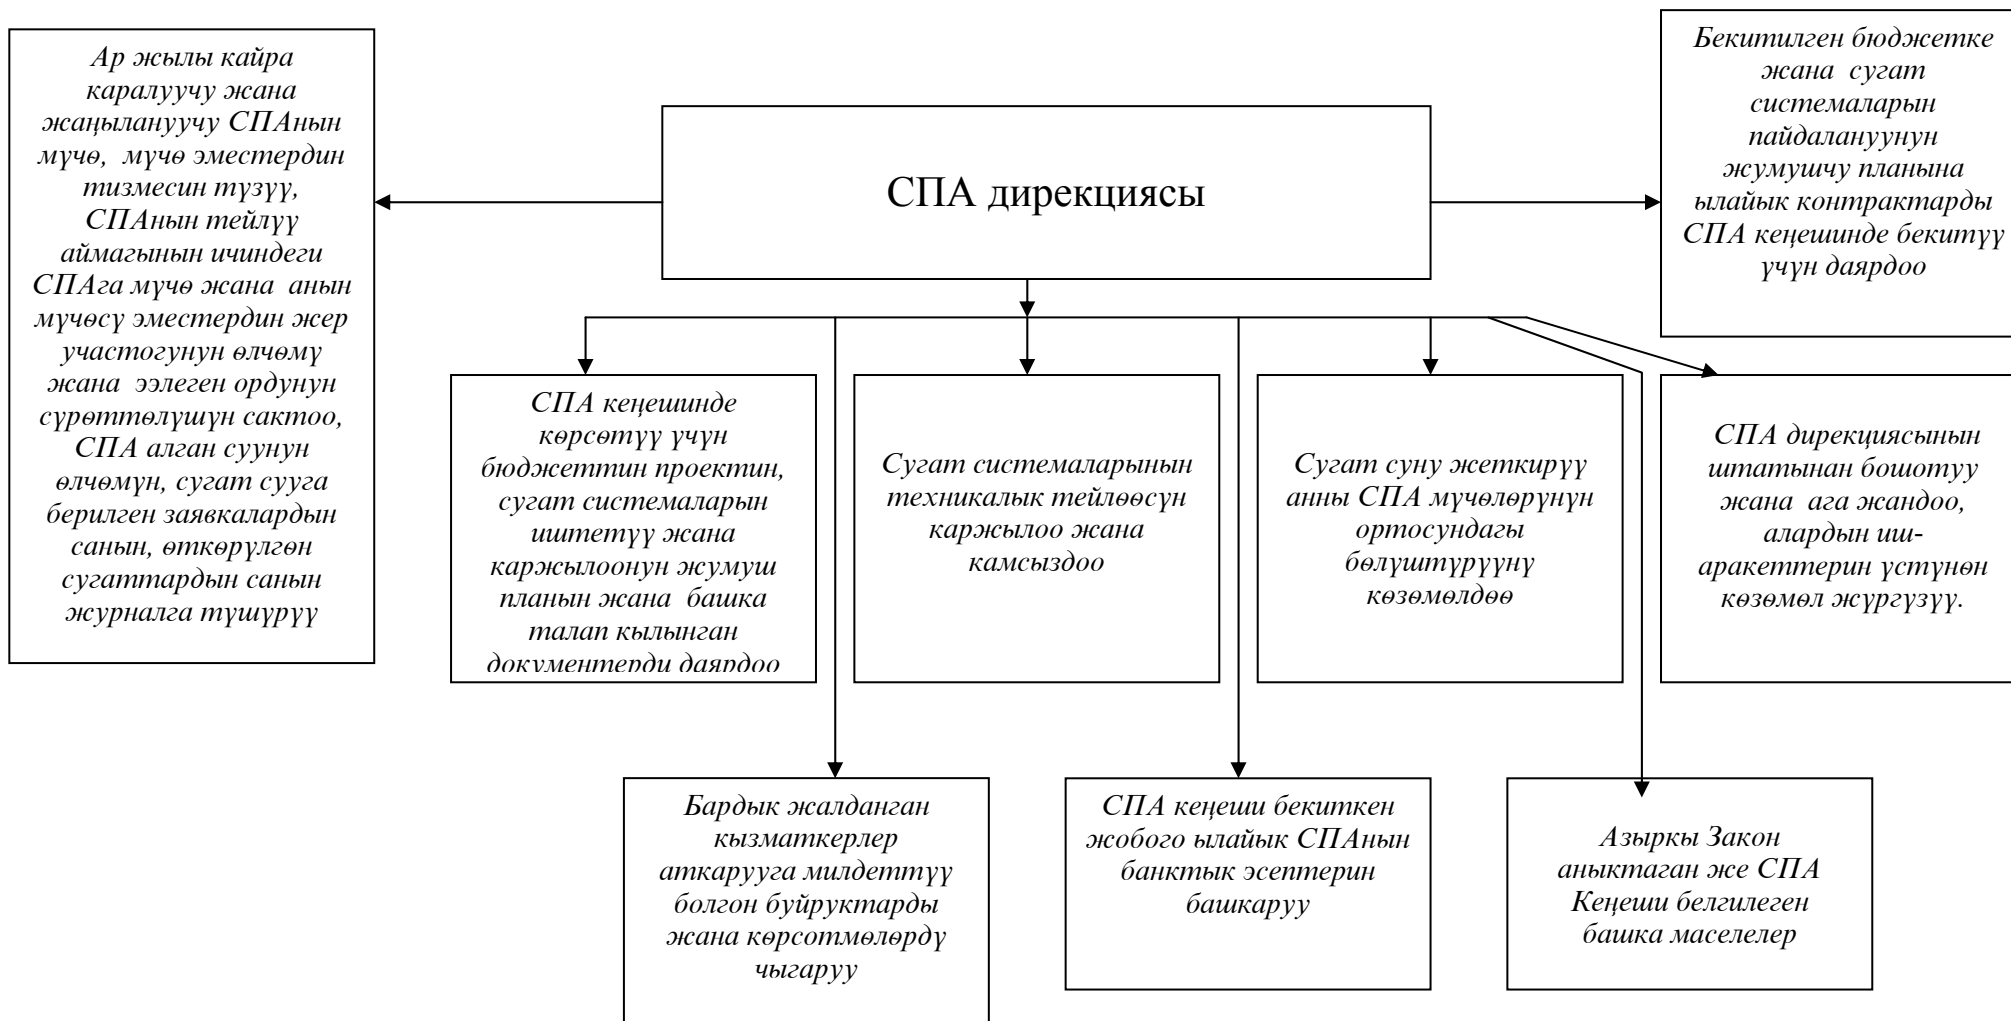 Ар жылы кайра
каралуучу жана
жаңылануучу СПАнын
мүчө, мүчө эместердин
тизмесин түзүү,
СПАнын тейлүү
аймагынын ичиндеги
СПАга мүчө жана анын
мүчөсү эместердин жер
участогунун өлчөмү
жана ээлеген ордунун
сүрөттөлүшүн сактоо,
СПА алган суунун
өлчөмүн, сугат сууга
берилген заявкалардын
санын, өткөрүлгөн
сугаттардын санын
журналга түшүрүү
СПА дирекциясы
Бекитилген бюджетке
жана сугат
системаларын
пайдалануунун
жумушчу планына
ылайык контрактарды
СПА кеңешинде бекитүү
үчүн даярдоо
СПА кеңешинде
көрсөтүү үчүн
бюджеттин проектин,
сугат системаларын
иштетүү жана
каржылоонун жумуш
планын жана башка
талап кылынган
документерди даярдоо
Сугат системаларынын
техникалык тейлөөсүн
каржылоо жана
камсыздоо
Сугат суну жеткирүү
анны СПА мүчөлөрүнүн
ортосундагы
бөлүштүрүүнү
көзөмөлдөө
СПА дирекциясынын
штатынан бошотуу
жана ага жандоо,
алардын иш-
аракеттерин үстүнөн
көзөмөл жүргүзүү.
Бардык жалданган
кызматкерлер
аткарууга милдеттүү
болгон буйруктарды
жана көрсотмөлөрдү
чыгаруу
СПА кеңеши бекиткен
жобого ылайык СПАнын
банктык эсептерин
башкаруу
Азыркы Закон
аныктаган же СПА
Кеңеши белгилеген
башка маселелер